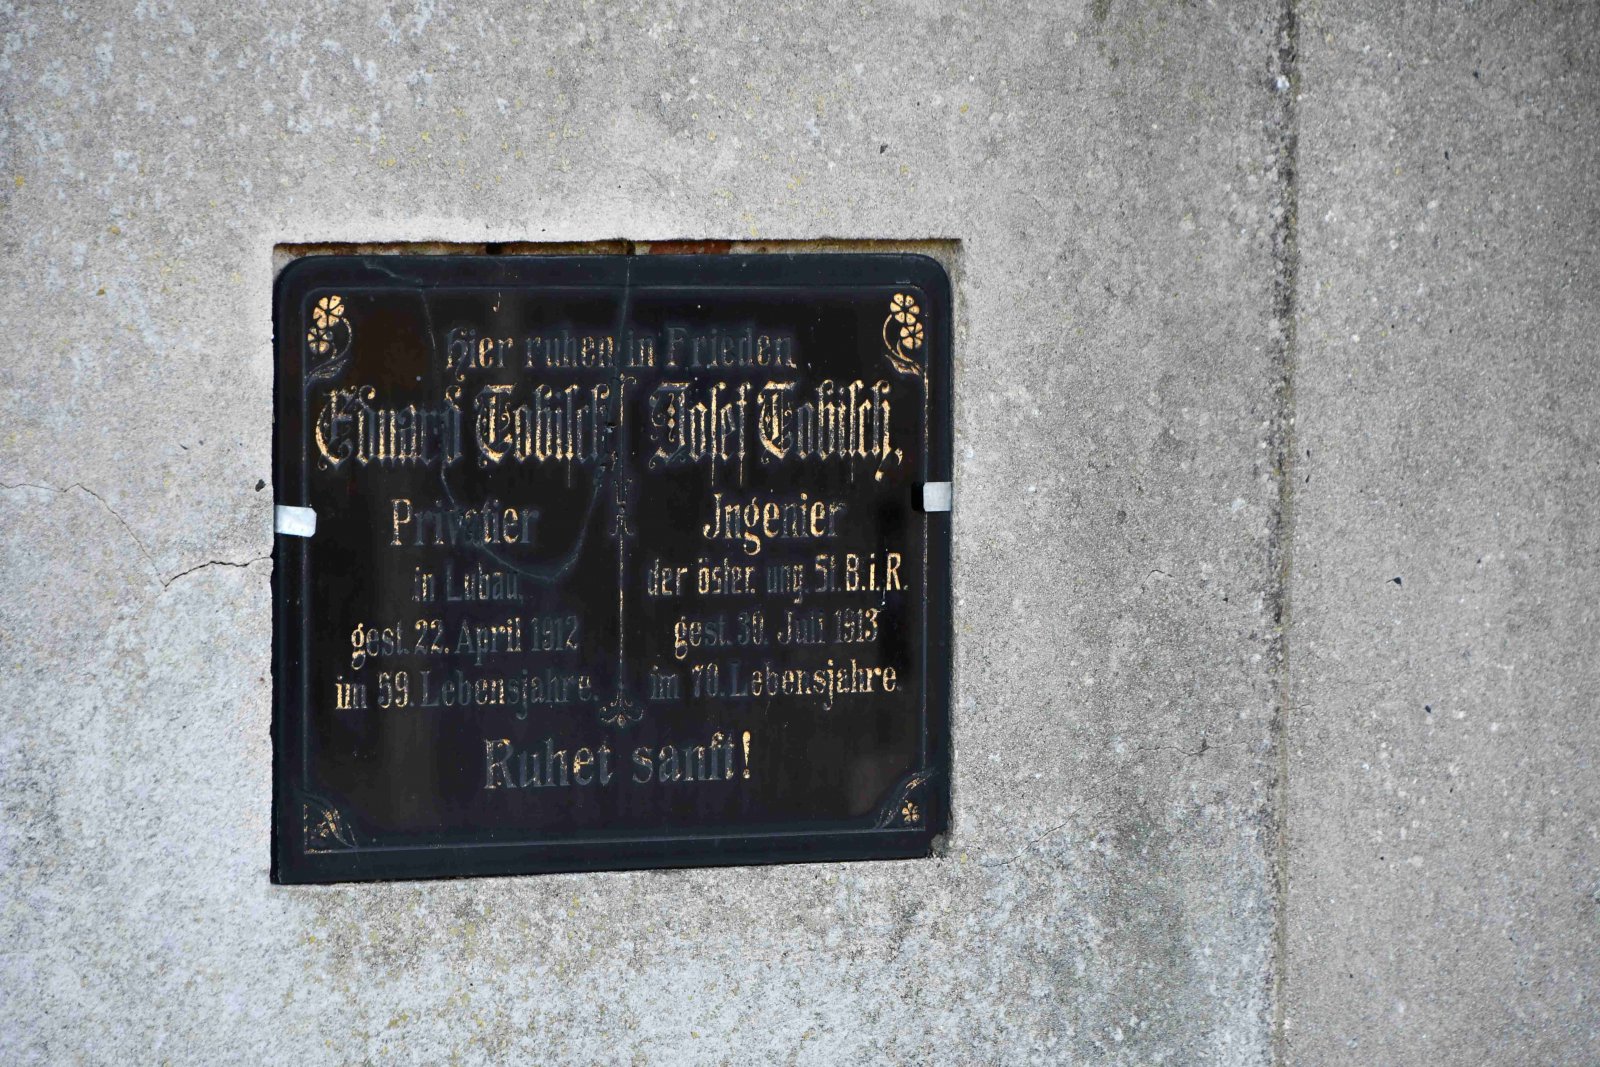 Hier ruhen in Frieden
Eduard Tobisch
Privatier
in Lubau,
gest. 22. April 1912
im 59. Lebensjahre.
Josef Tobisch,
Jngenier
der öster. ung. St. B. i. R.
gest. 30. Juli 1913
im 70. Lebensjahre.
Ruhet sanft!